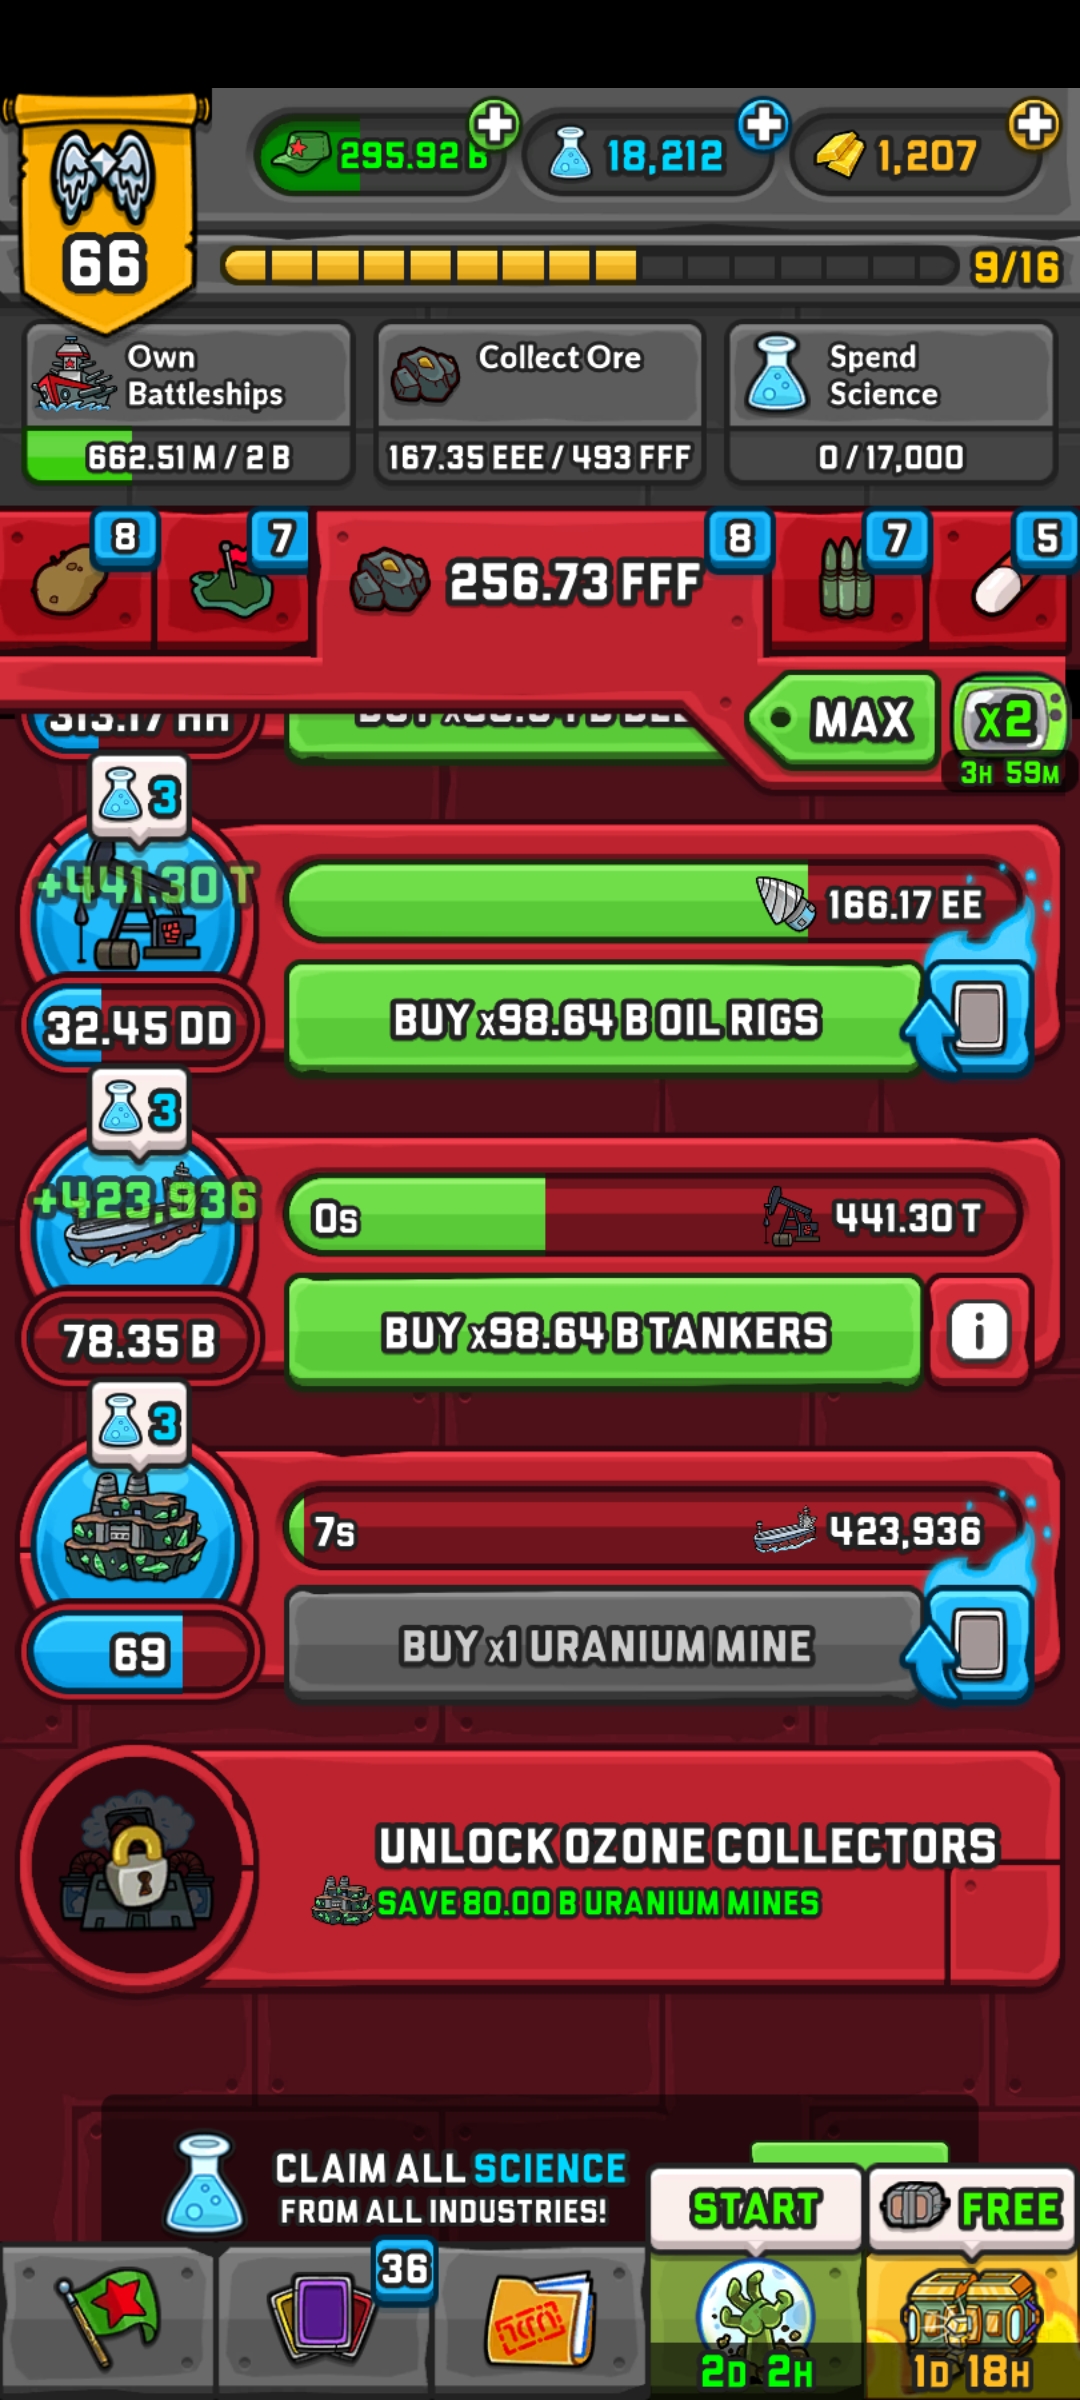 295.92 B
18,212
1,207
66
9/16
Own
Battleships
662.51 M / 2 B
Collect Ore
167.35 EEE / 493 FFF
Spend
Science
0 / 17,000
8
7
256.73 FFF
8
7
5
MAX
x2
3H 59M
313.17 HH
3
+441.30 T
166.17 EE
32.45 DD
BUY x98.64 B OIL RIGS
3
+423,936
0s
441.30 T
78.35 B
BUY x98.64 B TANKERS
i
3
7s
423,936
69
BUY x1 URANIUM MINE
UNLOCK OZONE COLLECTORS
SAVE 80.00 B URANIUM MINES
CLAIM ALL SCIENCE
FROM ALL INDUSTRIES!
START
FREE
36
2D 2H
1D 18H